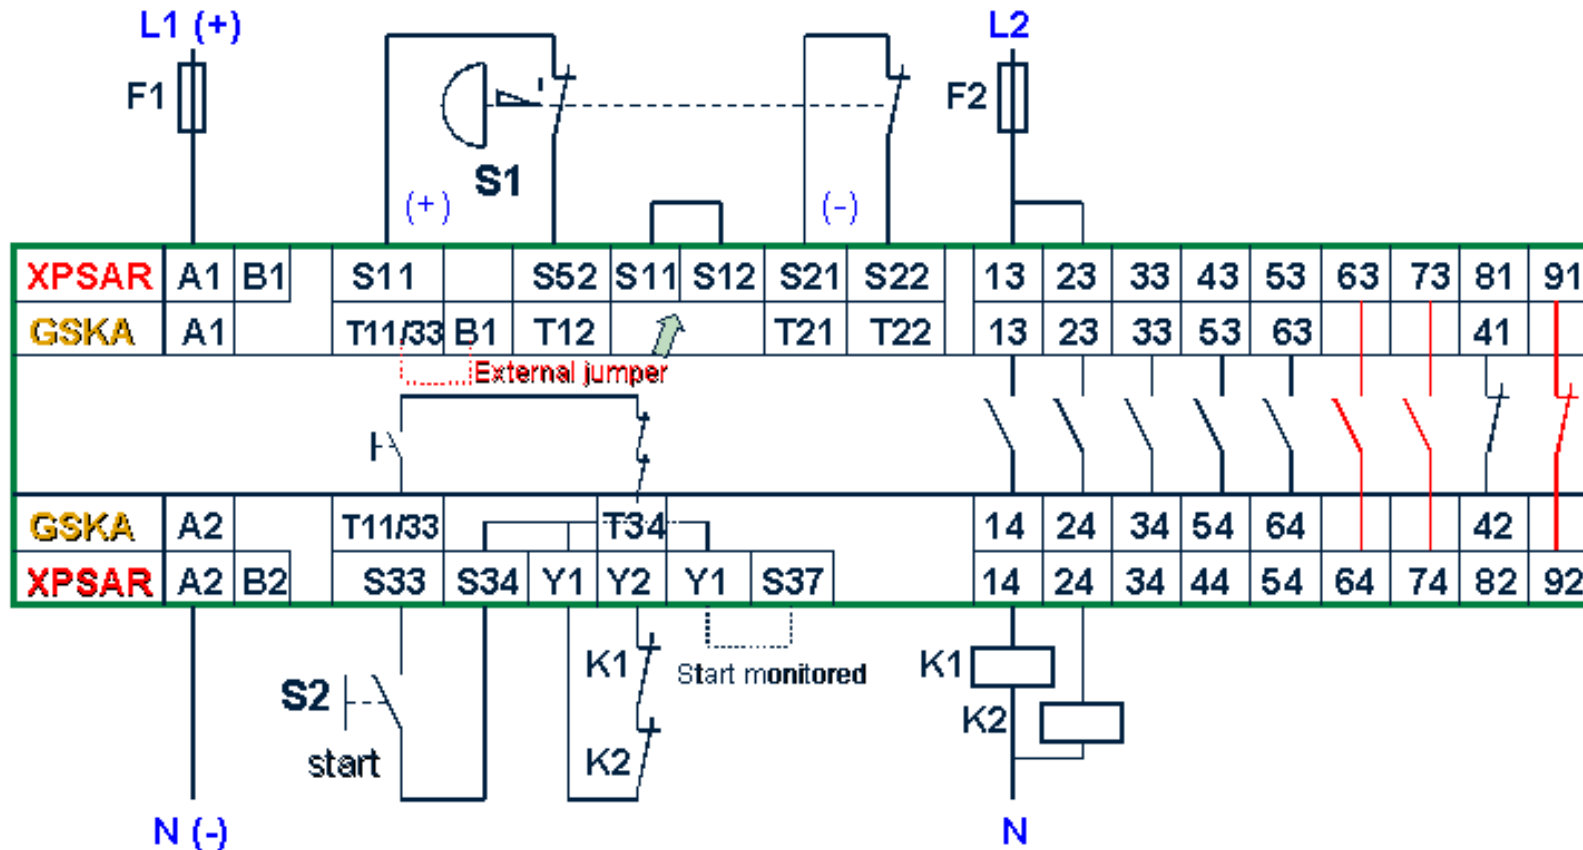 L1 (+) L2
F1 F2
S1
(+) (-)
XPSAR A1 B1 S11 S52 S11 S12 S21 S22 13 23 33 43 53 63 73 81 91
GSKA A1 T11/33 B1 T12 T21 T22 13 23 33 53 63 41
External jumper
GSKA A2 T11/33 T34 14 24 34 54 64 42
XPSAR A2 B2 S33 S34 Y1 Y2 Y1 S37 14 24 34 44 54 64 74 82 92
K1 Start monitored K1
S2 K2
start K2
N (-) N